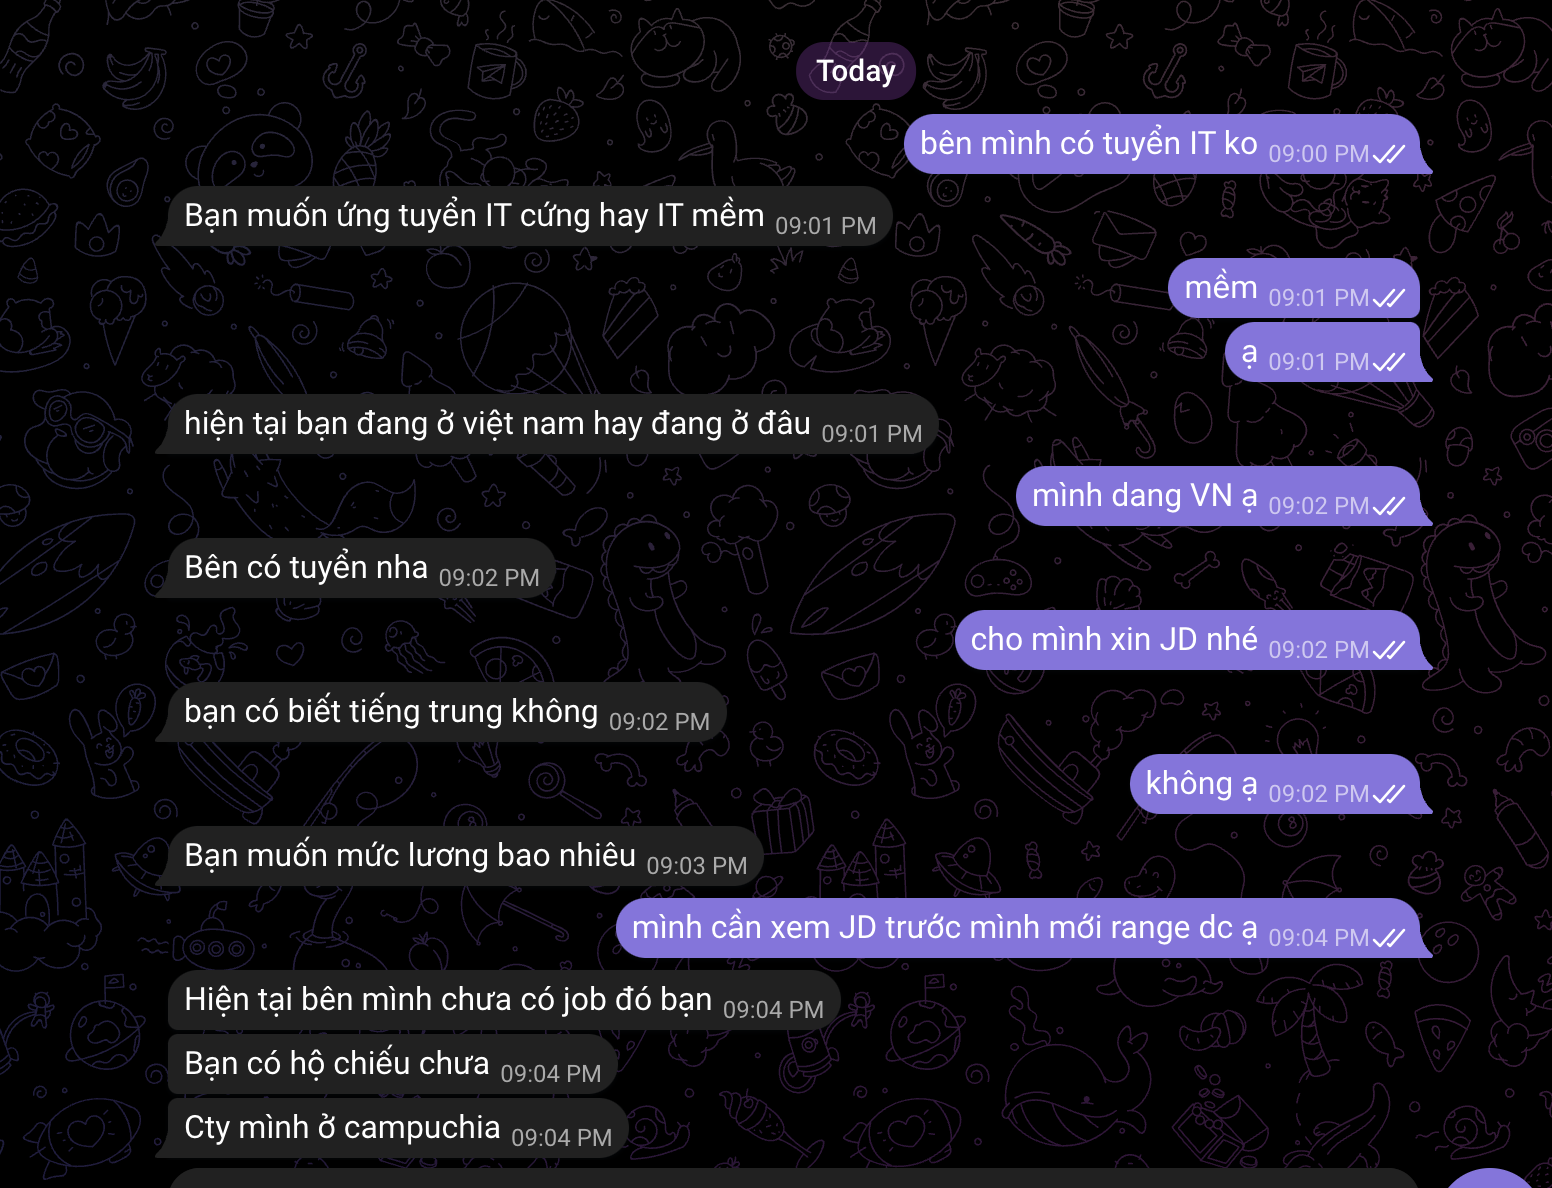 Today
bên mình có tuyển IT ko 09:00 PM
Bạn muốn ứng tuyển IT cứng hay IT mềm 09:01 PM
mềm 09:01 PM
ạ 09:01 PM
hiện tại bạn đang ở việt nam hay đang ở đâu 09:01 PM
mình dang VN ạ 09:02 PM
Bên có tuyển nha 09:02 PM
cho mình xin JD nhé 09:02 PM
bạn có biết tiếng trung không 09:02 PM
không ạ 09:02 PM
Bạn muốn mức lương bao nhiêu 09:03 PM
mình cần xem JD trước mình mới range dc ạ 09:04 PM
Hiện tại bên mình chưa có job đó bạn 09:04 PM
Bạn có hộ chiếu chưa 09:04 PM
Cty mình ở campuchia 09:04 PM